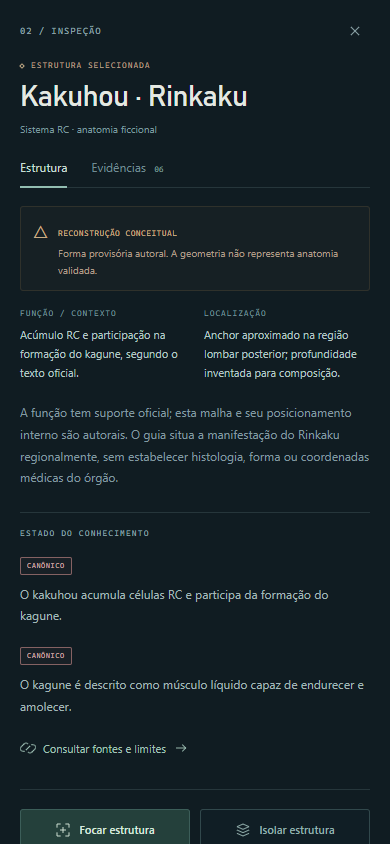 02 / INSPEÇÃO
ESTRUTURA SELECIONADA
Kakuhou · Rinkaku
Sistema RC · anatomia ficcional
Estrutura
Evidências 06
RECONSTRUÇÃO CONCEITUAL
Forma provisória autoral. A geometria não representa anatomia
validada.
FUNÇÃO / CONTEXTO
Acúmulo RC e participação na
formação do kagune, segundo o
texto oficial.
LOCALIZAÇÃO
Anchor aproximado na região
lombar posterior; profundidade
inventada para composição.
A função tem suporte oficial; esta malha e seu posicionamento
interno são autorais. O guia situa a manifestação do Rinkaku
regionalmente, sem estabelecer histologia, forma ou coordenadas
médicas do órgão.
ESTADO DO CONHECIMENTO
CANÔNICO
O kakuhou acumula células RC e participa da formação do
kagune.
CANÔNICO
O kagune é descrito como músculo líquido capaz de endurecer e
amolecer.
Consultar fontes e limites →
Focar estrutura
Isolar estrutura